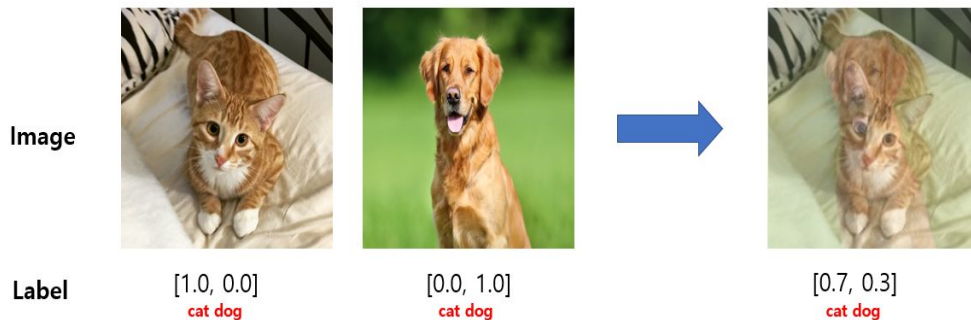 Image
Label
[1.0, 0.0]
cat dog
[0.0, 1.0]
cat dog
[0.7, 0.3]
cat dog